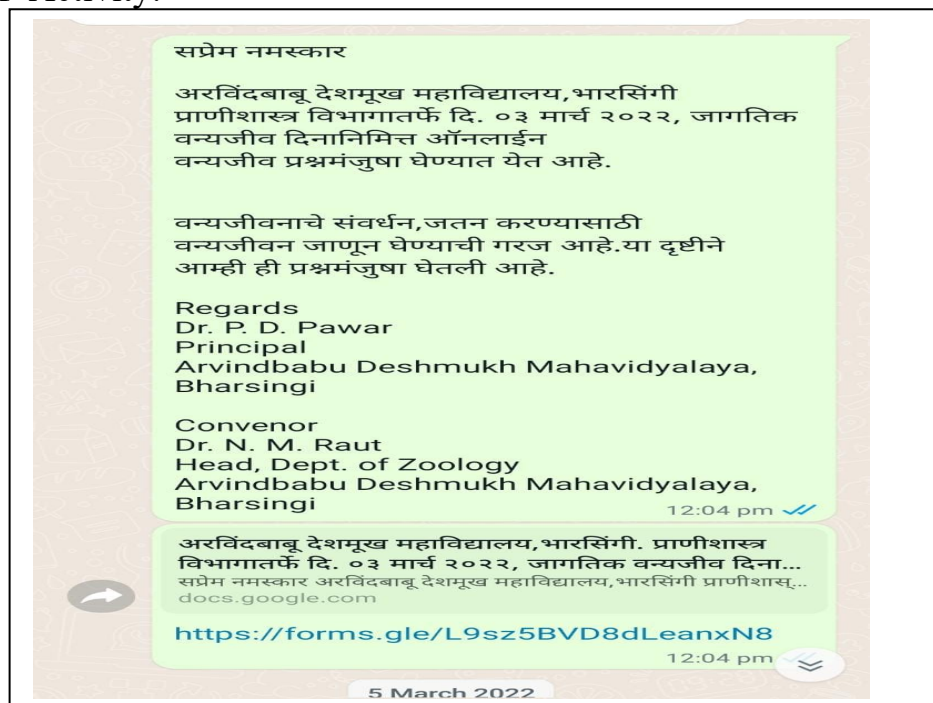 सप्रेम नमस्कार
अरविंदबाबू देशमूख महाविद्यालय,भारसिंगी
प्राणीशास्त्र विभागातर्फे दि. ०३ मार्च २०२२, जागतिक
वन्यजीव दिनानिमित्त ऑनलाईन
वन्यजीव प्रश्नमंजुषा घेण्यात येत आहे.
वन्यजीवनाचे संवर्धन,जतन करण्यासाठी
वन्यजीवन जाणून घेण्याची गरज आहे.या दृष्टीने
आम्ही ही प्रश्नमंजुषा घेतली आहे.
Regards
Dr. P. D. Pawar
Principal
Arvindbabu Deshmukh Mahavidyalaya,
Bharsingi
Convenor
Dr. N. M. Raut
Head, Dept. of Zoology
Arvindbabu Deshmukh Mahavidyalaya,
Bharsingi
12:04 pm
अरविंदबाबू देशमूख महाविद्यालय,भारसिंगी. प्राणीशास्त्र
विभागातर्फे दि. ०३ मार्च २०२२, जागतिक वन्यजीव दिना...
सप्रेम नमस्कार अरविंदबाबू देशमूख महाविद्यालय,भारसिंगी प्राणीशास्...
docs.google.com
https://forms.gle/L9sz5BVD8dLeanxN8
12:04 pm
5 March 2022